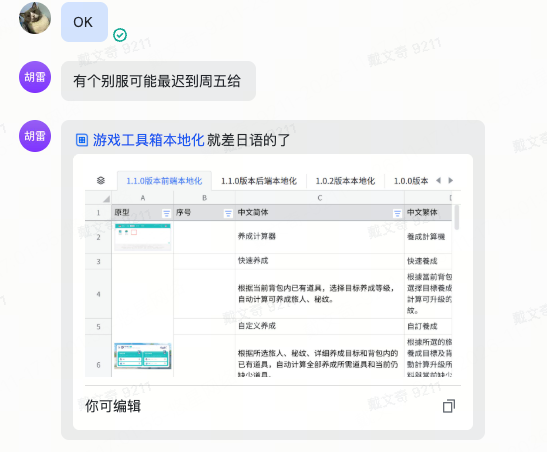 OK
胡雷
有个别服可能最迟到周五给
胡雷
游戏工具箱本地化 就差日语的了
1.1.0版本前端本地化 1.1.0版本后端本地化 1.0.2版本本地化 1.0.0版本
A B C
1 原型 序号 中文简体 中文繁体
2 养成计算器 養成計算機
3 快速养成 快速養成
4 根据当前背包内已有道具，选择目标养成等级，
自动计算可养成旅人、秘纹。
根據當前背包
選擇目標養成
計算可升級的
紋。
5 自定义养成 自訂養成
6 根据所选旅人、秘纹、详细养成目标和背包内的
已有道具，自动计算全部养成所需道具和当前仍
缺少道具。
根據所選的旅
養成目標及背
動計算升級所
你可编辑
戴文奇 9211